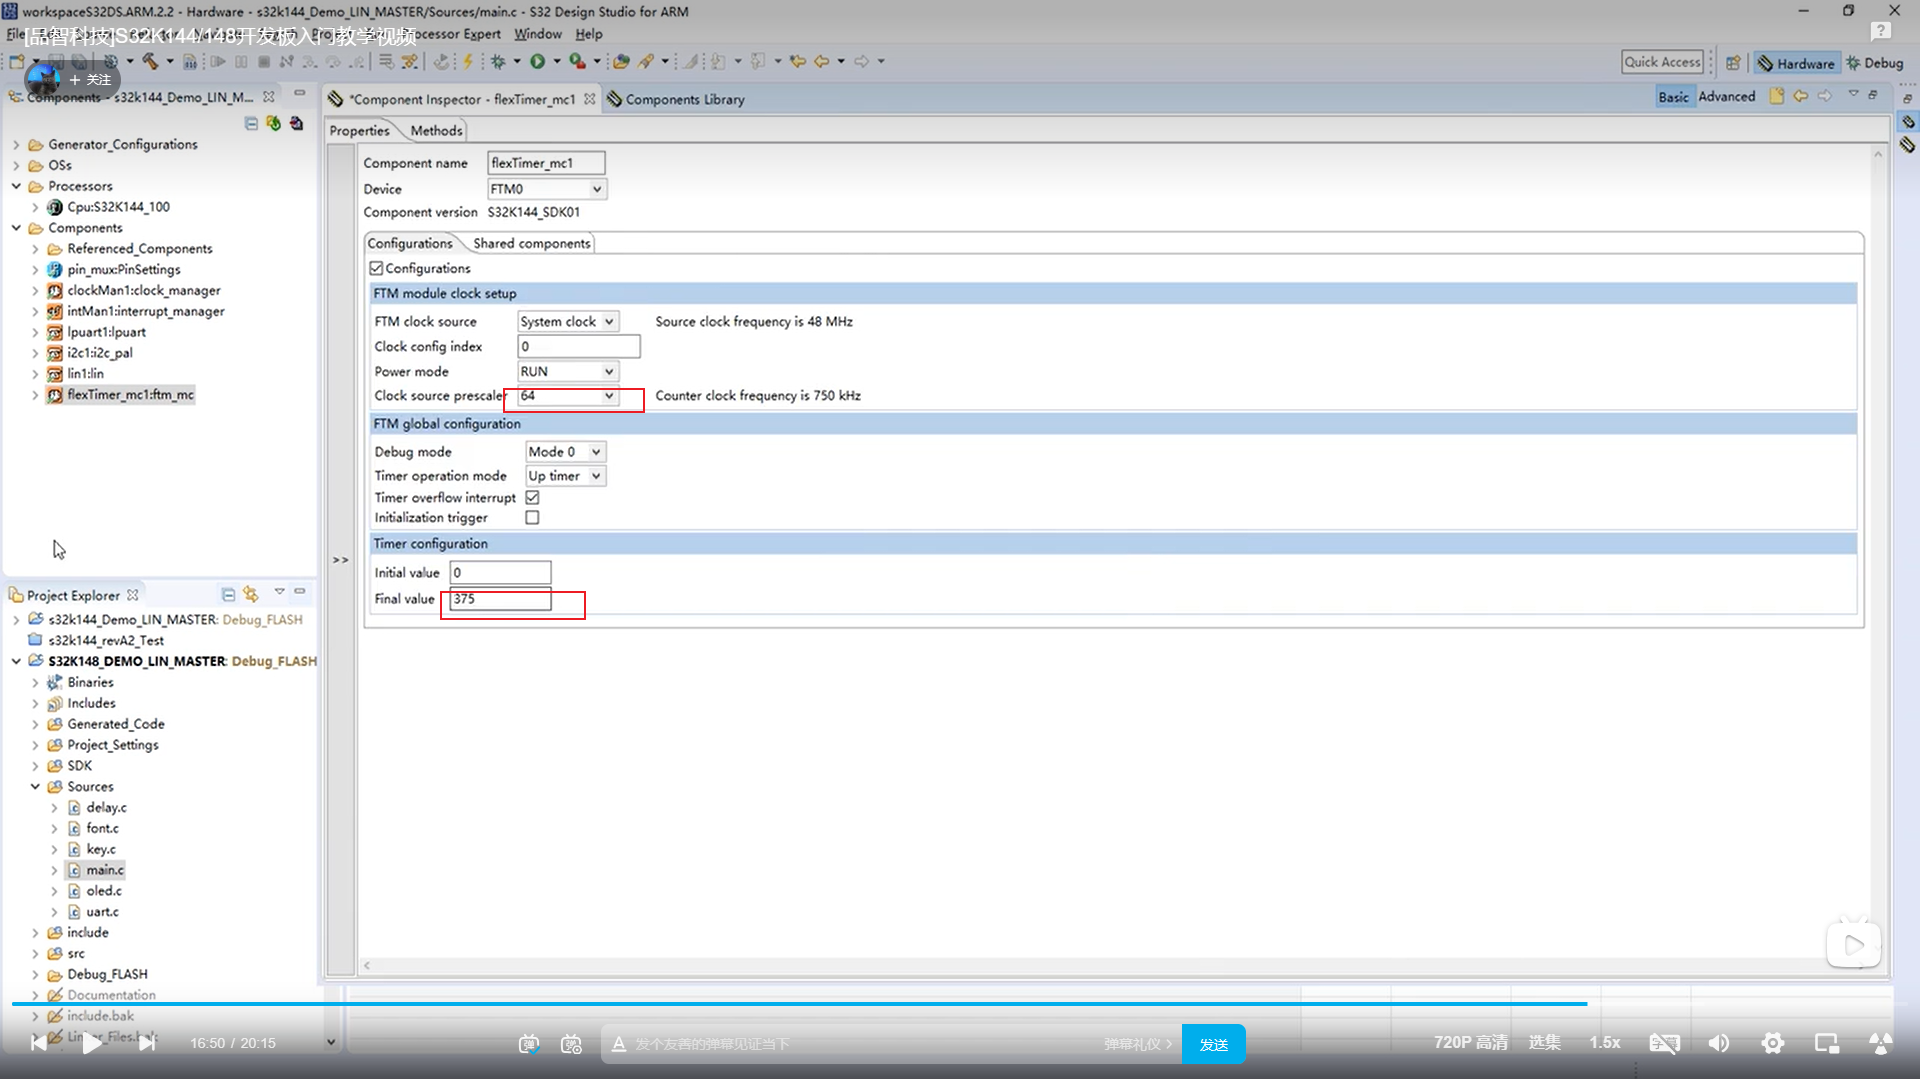 workspaceS32DS.ARM.2.2 - Hardware - s32k144_Demo_LIN_MASTER/Sources/main.c - S32 Design Studio for ARM
[品智科技]S32K144/148开发板入门教学视频
File
ocessor Expert Window Help
+ 关注
Quick Access
Hardware
Debug
Components - s32k144_Demo_LIN_M...
*Component Inspector - flexTimer_mc1
Components Library
Basic Advanced
Properties Methods
Generator_Configurations
OSs
Processors
Cpu:S32K144_100
Components
Referenced_Components
pin_mux:PinSettings
clockMan1:clock_manager
intMan1:interrupt_manager
lpuart1:lpuart
i2c1:i2c_pal
lin1:lin
flexTimer_mc1:ftm_mc
Component name flexTimer_mc1
Device FTM0
Component version S32K144_SDK01
Configurations Shared components
Configurations
FTM module clock setup
FTM clock source System clock Source clock frequency is 48 MHz
Clock config index 0
Power mode RUN
Clock source prescaler 64 Counter clock frequency is 750 kHz
FTM global configuration
Debug mode Mode 0
Timer operation mode Up timer
Timer overflow interrupt
Initialization trigger
Timer configuration
>>
Initial value 0
Final value 375
Project Explorer
s32k144_Demo_LIN_MASTER: Debug_FLASH
s32k144_revA2_Test
S32K148_DEMO_LIN_MASTER: Debug_FLASH
Binaries
Includes
Generated_Code
Project_Settings
SDK
Sources
delay.c
font.c
key.c
main.c
oled.c
uart.c
include
src
Debug_FLASH
Documentation
include.bak
Linker_Files.bak
16:50 / 20:15
弹
弹
A 发个友善的弹幕见证当下
弹幕礼仪 >
发送
720P 高清
选集
1.5x
字幕